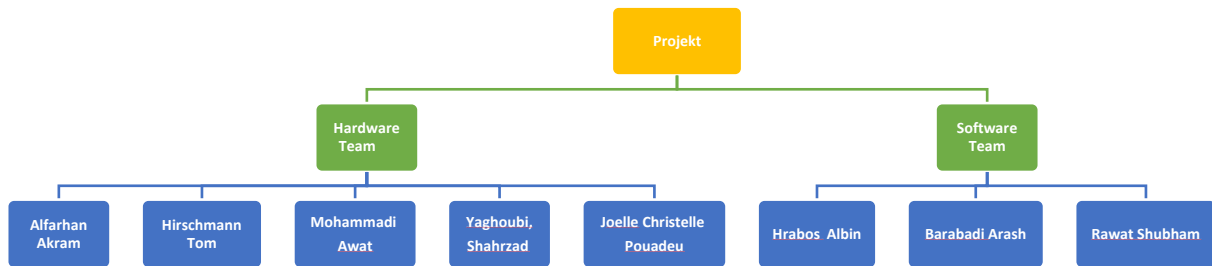 Projekt
Hardware
Team
Software
Team
Alfarhan
Akram
Hirschmann
Tom
Mohammadi
Awat
Yaghoubi,
Shahrzad
Joelle Christelle
Pouadeu
Hrabos Albin
Barabadi Arash
Rawat Shubham